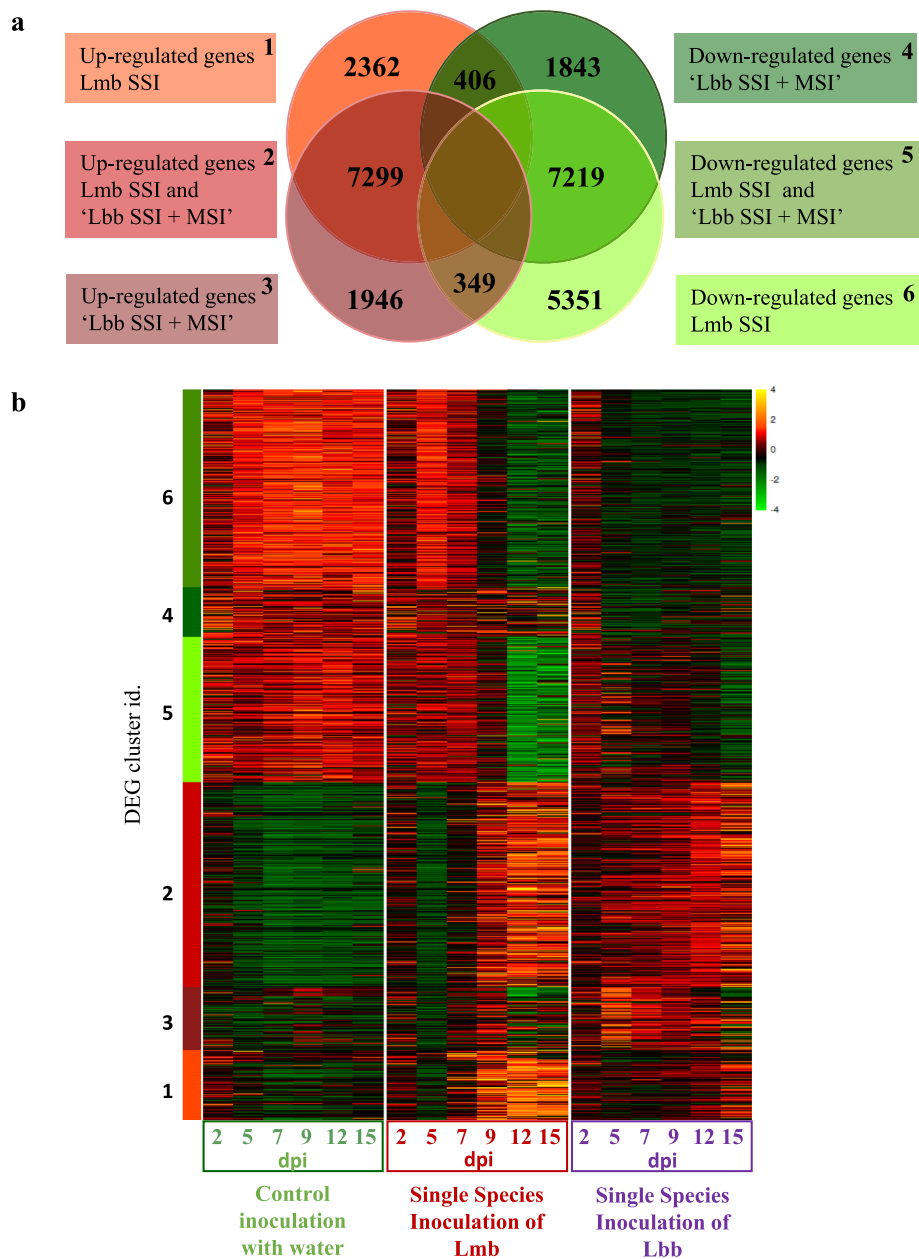 a
Up-regulated genes 1
Lmb SSI
Up-regulated genes 2
Lmb SSI and
‘Lbb SSI + MSI’
Up-regulated genes 3
‘Lbb SSI + MSI’
2362
406
1843
7299
7219
1946
349
5351
Down-regulated genes 4
‘Lbb SSI + MSI’
Down-regulated genes 5
Lmb SSI and
‘Lbb SSI + MSI’
Down-regulated genes 6
Lmb SSI
b
DEG cluster id.
6
4
5
2
3
1
4
2
0
-2
-4
2 5 7 9 12 15
dpi
2 5 7 9 12 15
dpi
2 5 7 9 12 15
dpi
Control
inoculation
with water
Single Species
Inoculation of
Lmb
Single Species
Inoculation of
Lbb